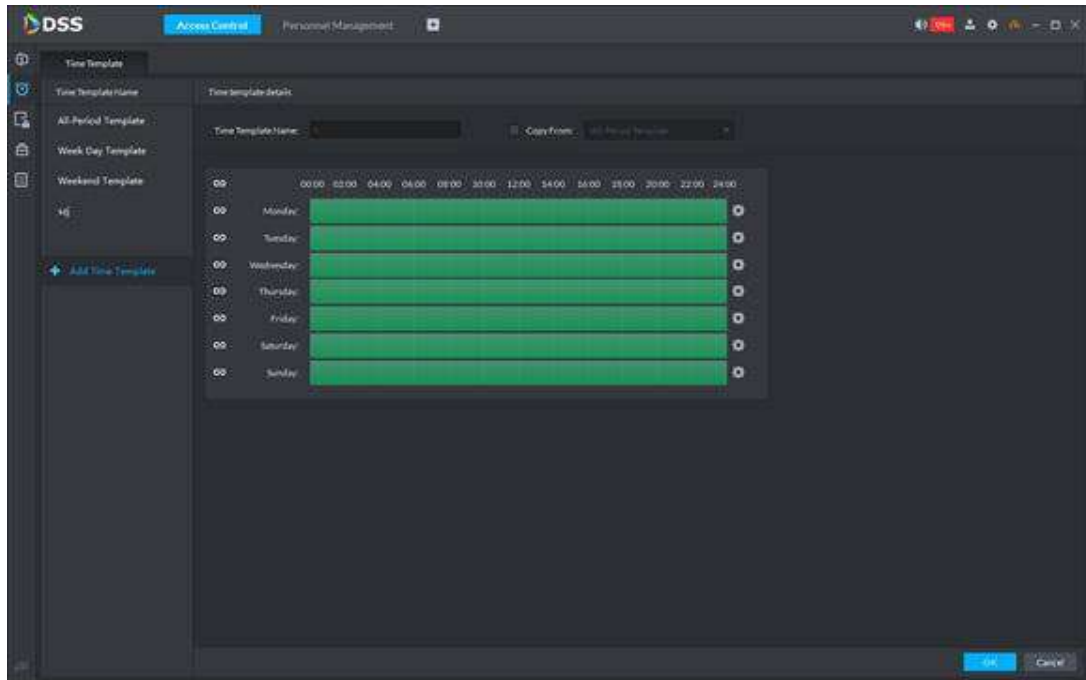 DSS
Access Control
Personnel Management
Time Template
Time Template Name
Time template details
All-Period Template
Time Template Name:
Copy From:
All-Period Template
Week Day Template
Weekend Template
00:00 02:00 04:00 06:00 08:00 10:00 12:00 14:00 16:00 18:00 20:00 22:00 24:00
Monday:
Tuesday:
Wednesday:
Thursday:
Friday:
Saturday:
Sunday:
Add Time Template
OK
Cancel